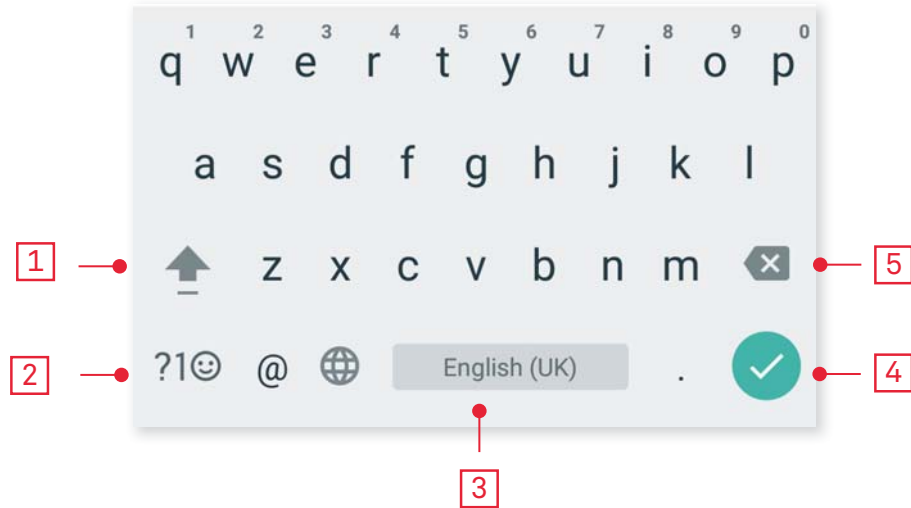 1 2 3 4 5 6 7 8 9 0
q w e r t y u i o p
a s d f g h j k l
1 z x c v b n m 5
2 ?1☺ @ English (UK) . 4
3